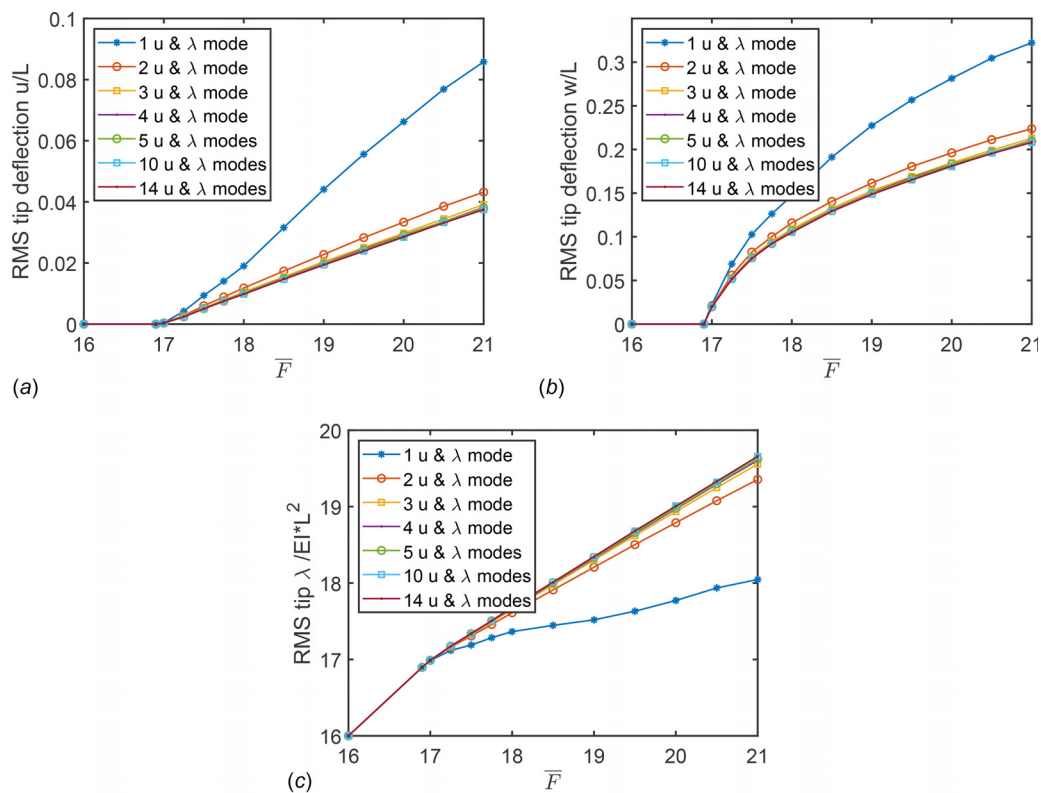 0.1
0.08
0.06
0.04
0.02
0
RMS tip deflection u/L
1 u & λ mode
2 u & λ mode
3 u & λ mode
4 u & λ mode
5 u & λ modes
10 u & λ modes
14 u & λ modes
16 17 18 19 20 21
F̅
(a)
0.3
0.25
0.2
0.15
0.1
0.05
0
RMS tip deflection w/L
1 u & λ mode
2 u & λ mode
3 u & λ mode
4 u & λ mode
5 u & λ modes
10 u & λ modes
14 u & λ modes
16 17 18 19 20 21
F̅
(b)
20
19
18
17
16
RMS tip λ /EI*L²
1 u & λ mode
2 u & λ mode
3 u & λ mode
4 u & λ mode
5 u & λ modes
10 u & λ modes
14 u & λ modes
16 17 18 19 20 21
F̅
(c)